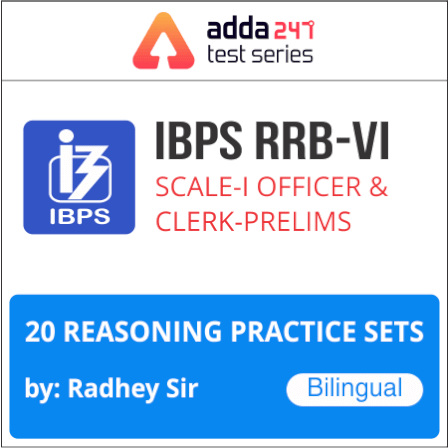 adda 247
test series
IBPS
IBPS RRB-VI
SCALE-I OFFICER &
CLERK-PRELIMS
20 REASONING PRACTICE SETS
by: Radhey Sir
Bilingual